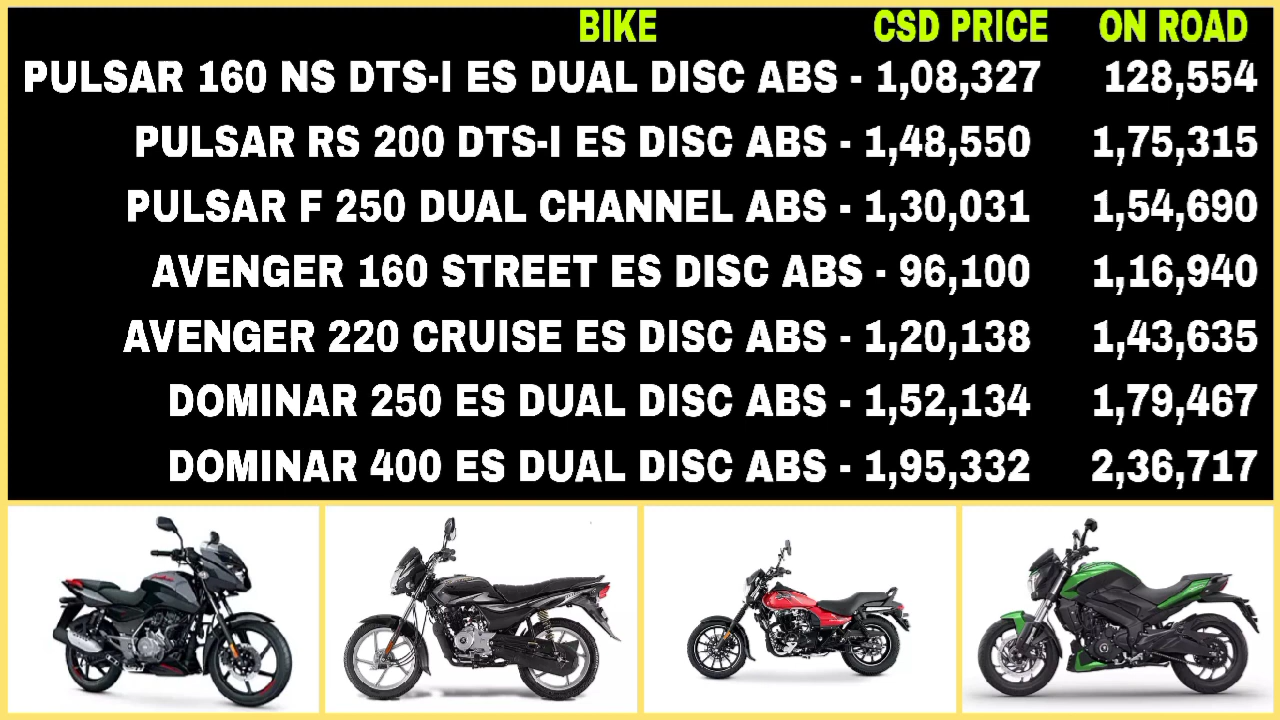 BIKE CSD PRICE ON ROAD
PULSAR 160 NS DTS-I ES DUAL DISC ABS - 1,08,327 128,554
PULSAR RS 200 DTS-I ES DISC ABS - 1,48,550 1,75,315
PULSAR F 250 DUAL CHANNEL ABS - 1,30,031 1,54,690
AVENGER 160 STREET ES DISC ABS - 96,100 1,16,940
AVENGER 220 CRUISE ES DISC ABS - 1,20,138 1,43,635
DOMINAR 250 ES DUAL DISC ABS - 1,52,134 1,79,467
DOMINAR 400 ES DUAL DISC ABS - 1,95,332 2,36,717